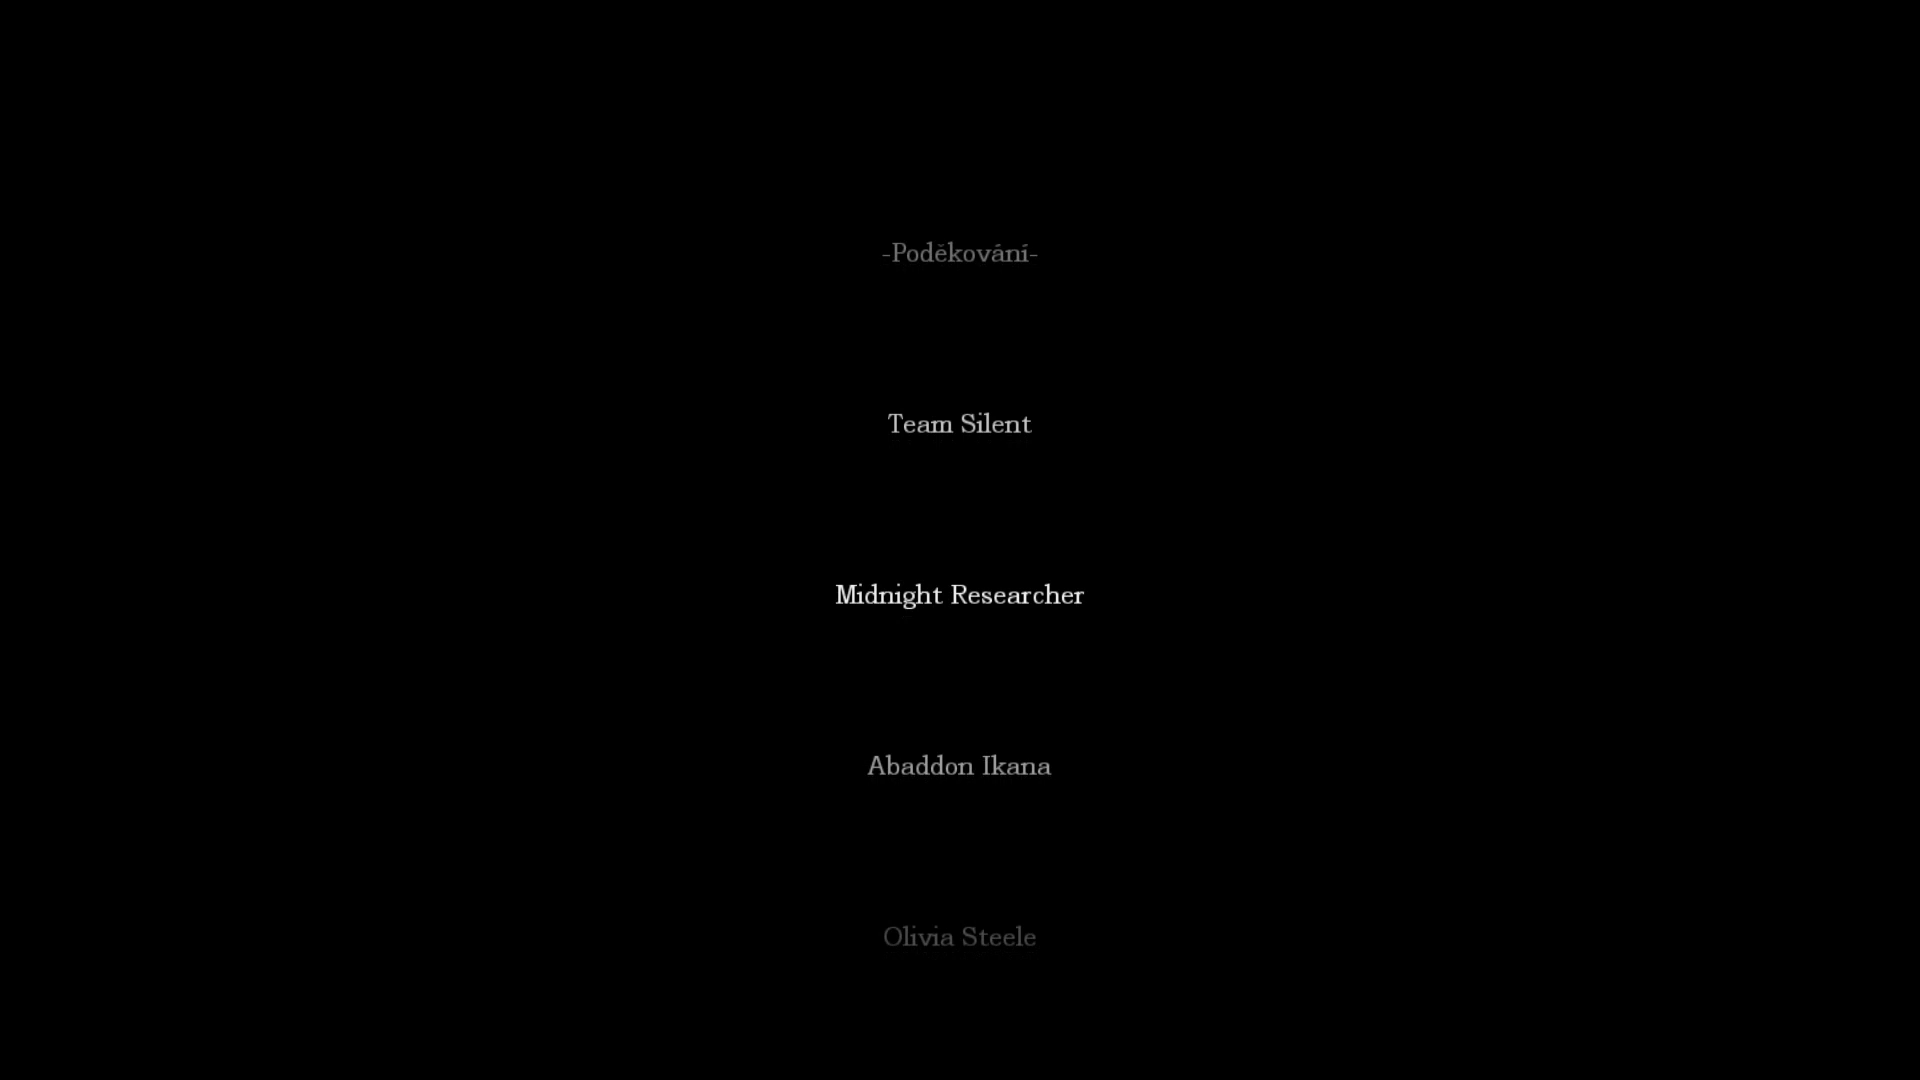 -Poděkování-
Team Silent
Midnight Researcher
Abaddon Ikana
Olivia Steele